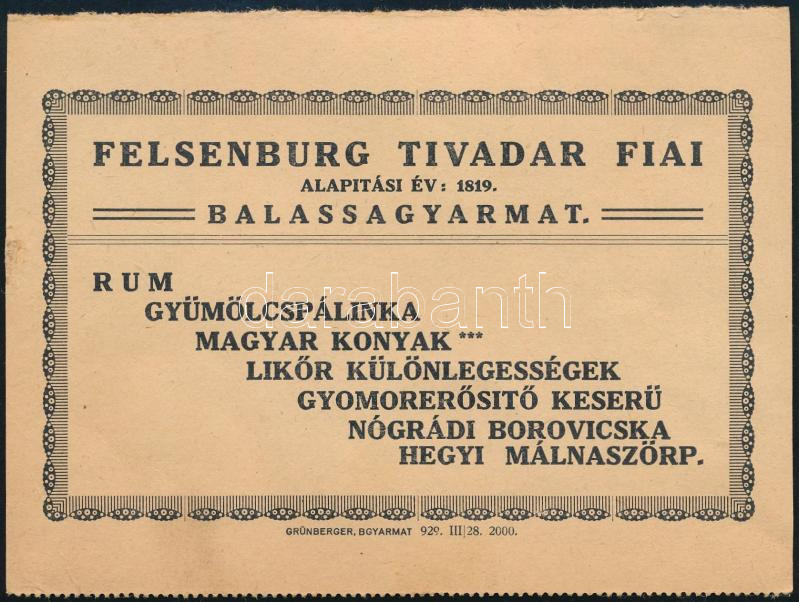 FELSENBURG TIVADAR FIAI
ALAPITÁSI ÉV: 1819.
BALASSAGYARMAT.
RUM
GYÜMÖLCSPÁLINKA
MAGYAR KONYAK ***
LIKŐR KÜLÖNLEGESSÉGEK
GYOMORERŐSITŐ KESERÜ
NÓGRÁDI BOROVICSKA
HEGYI MÁLNASZÖRP.
GRÜNBERGER, BGYARMAT 929. III|28. 2000.
darabanth